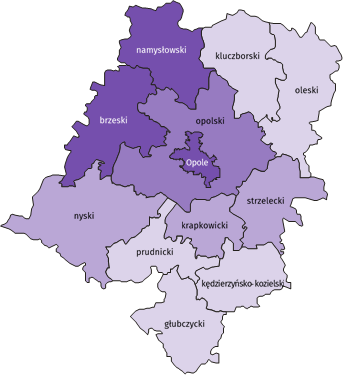 namysłowski
kluczborski
oleski
brzeski
opolski
Opole
strzelecki
nyski
krapkowicki
prudnicki
kędzierzyńsko-kozielski
głubczycki